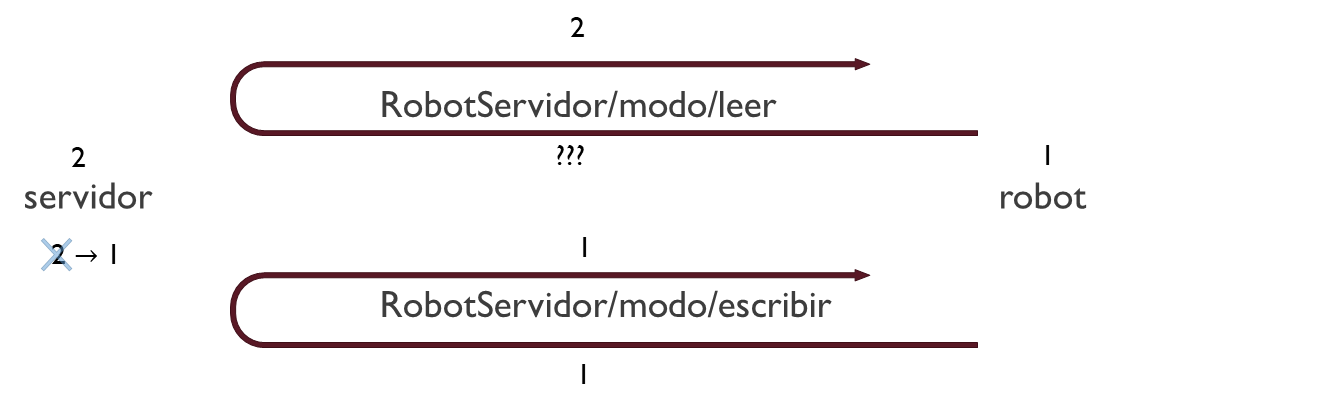 2
RobotServidor/modo/leer
2
???
1
servidor
robot
2 → 1
1
RobotServidor/modo/escribir
1